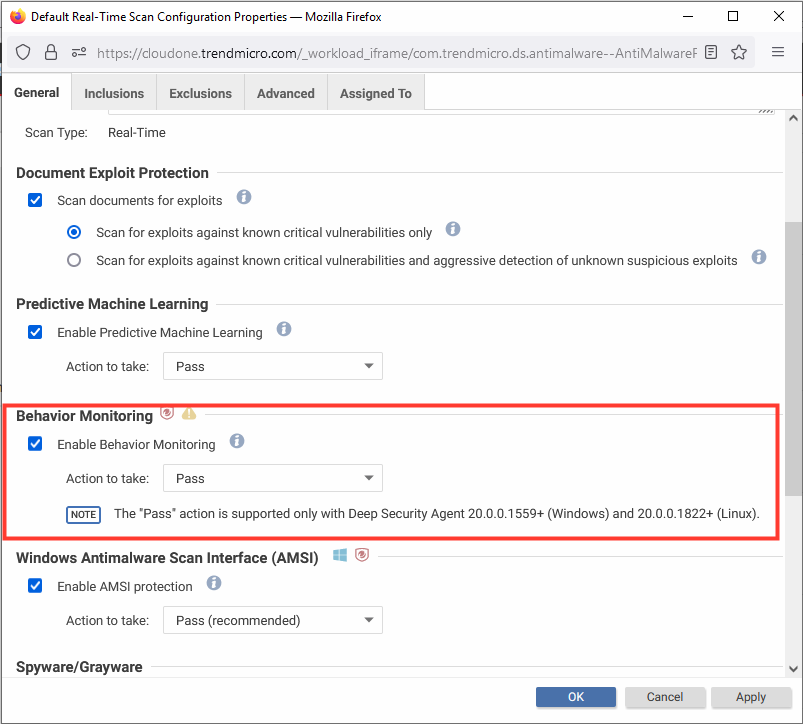 Default Real-Time Scan Configuration Properties — Mozilla Firefox
https://cloudone.trendmicro.com/_workload_iframe/com.trendmicro.ds.antimalware--AntiMalwareF
General Inclusions Exclusions Advanced Assigned To
Scan Type: Real-Time
Document Exploit Protection
Scan documents for exploits
Scan for exploits against known critical vulnerabilities only
Scan for exploits against known critical vulnerabilities and aggressive detection of unknown suspicious exploits
Predictive Machine Learning
Enable Predictive Machine Learning
Action to take: Pass
Behavior Monitoring
Enable Behavior Monitoring
Action to take: Pass
NOTE The "Pass" action is supported only with Deep Security Agent 20.0.0.1559+ (Windows) and 20.0.0.1822+ (Linux).
Windows Antimalware Scan Interface (AMSI)
Enable AMSI protection
Action to take: Pass (recommended)
Spyware/Grayware
OK Cancel Apply